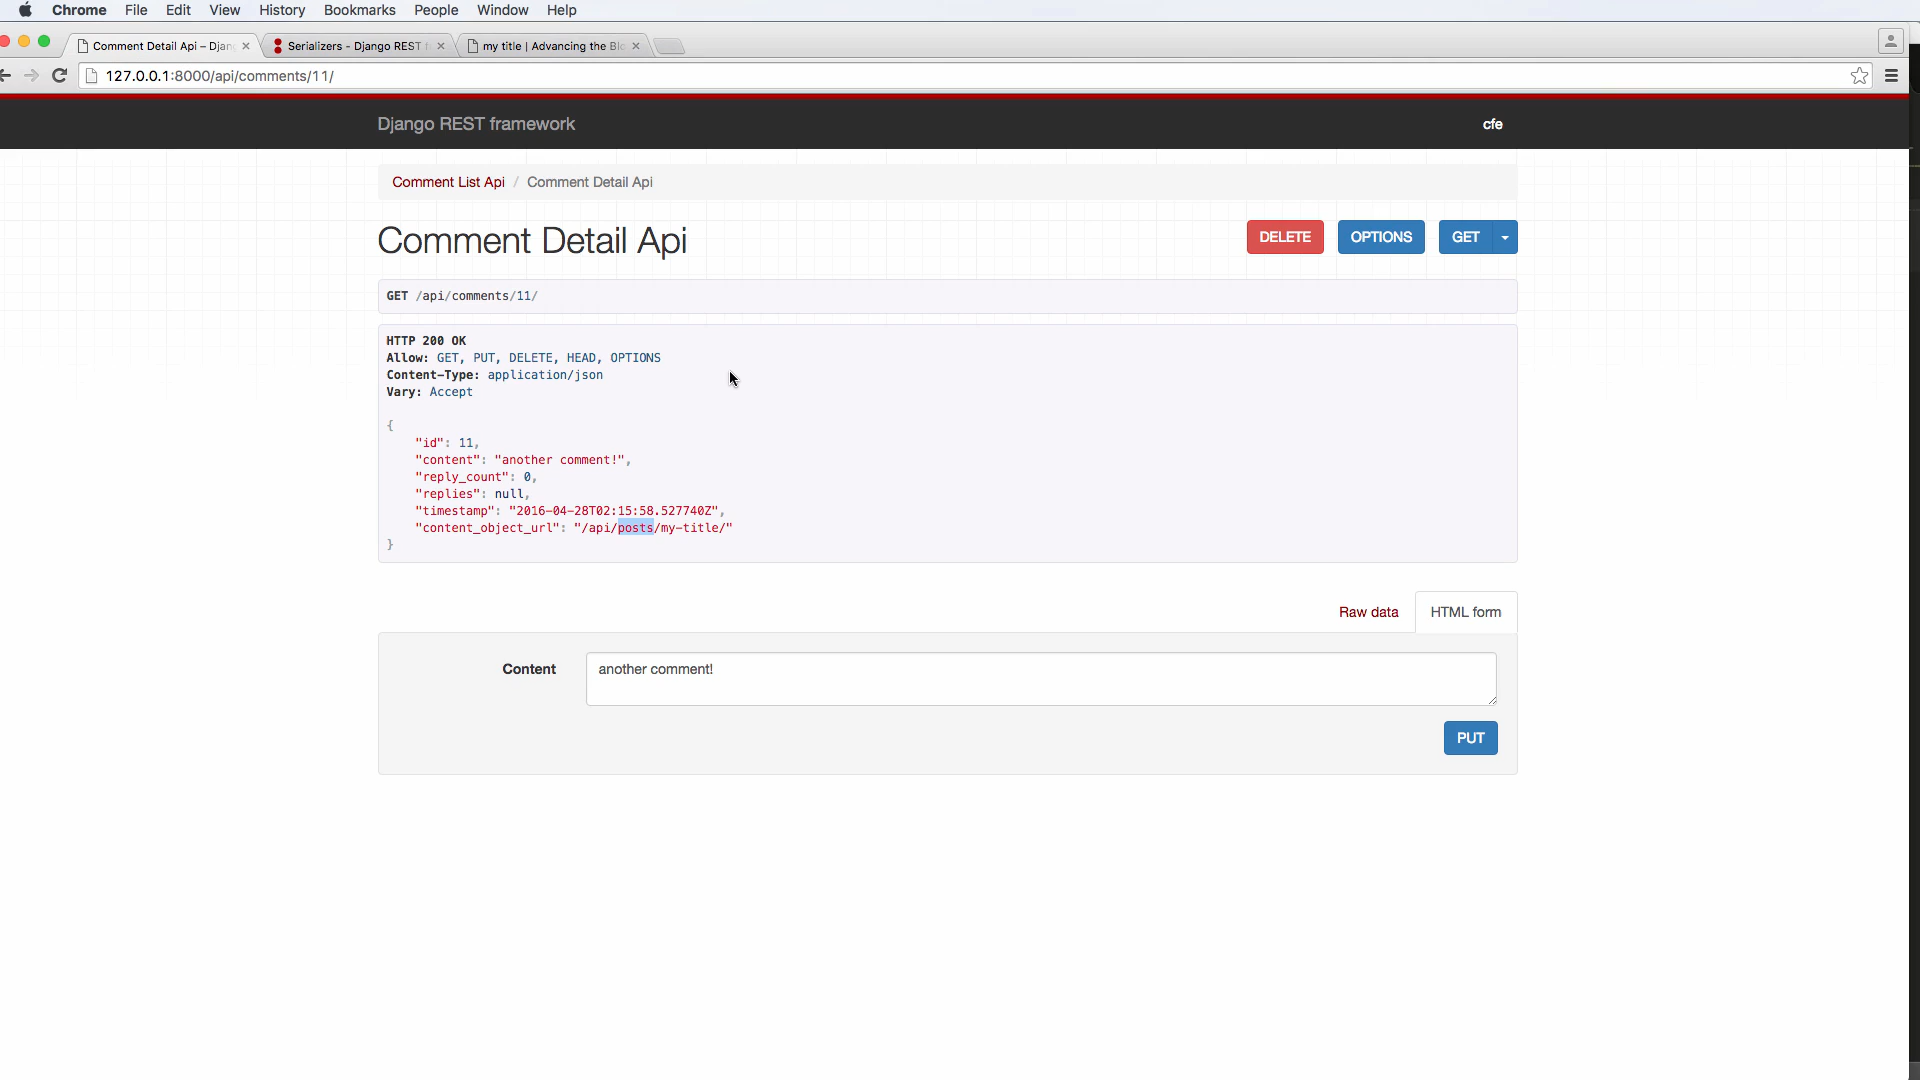 Chrome File Edit View History Bookmarks People Window Help
Comment Detail Api – Djan Serializers - Django REST f my title | Advancing the Blo
127.0.0.1:8000/api/comments/11/
Django REST framework cfe
Comment List Api / Comment Detail Api
Comment Detail Api DELETE OPTIONS GET
GET /api/comments/11/
HTTP 200 OK
Allow: GET, PUT, DELETE, HEAD, OPTIONS
Content-Type: application/json
Vary: Accept
{
"id": 11,
"content": "another comment!",
"reply_count": 0,
"replies": null,
"timestamp": "2016-04-28T02:15:58.527740Z",
"content_object_url": "/api/posts/my-title/"
}
Raw data HTML form
Content another comment!
PUT